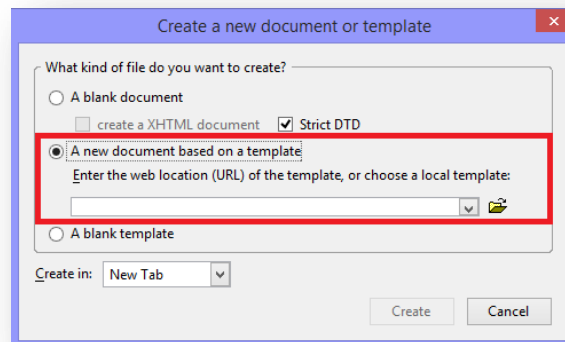 Create a new document or template
What kind of file do you want to create?
A blank document
create a XHTML document Strict DTD
A new document based on a template
Enter the web location (URL) of the template, or choose a local template:
A blank template
Create in: New Tab
Create Cancel